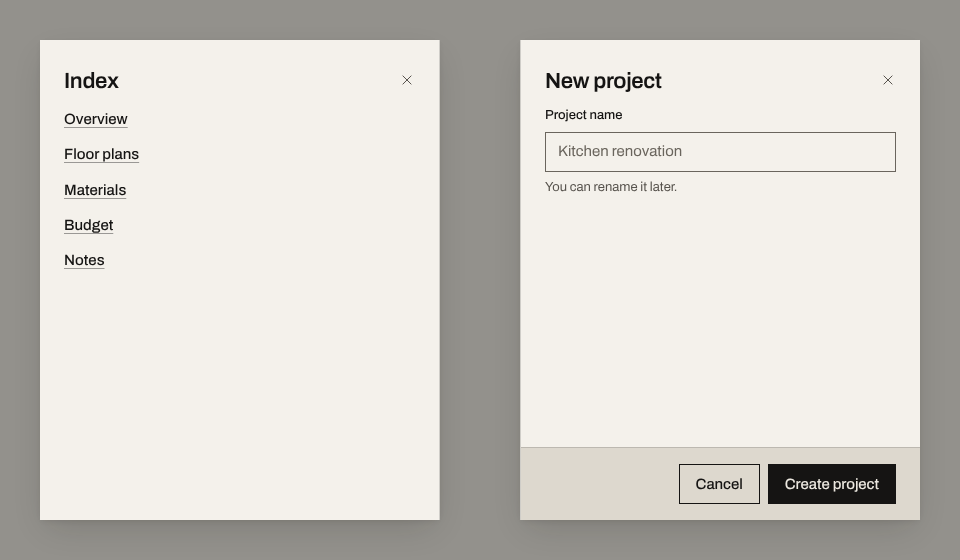 Index
Overview
Floor plans
Materials
Budget
Notes
New project
Project name
Kitchen renovation
You can rename it later.
Cancel
Create project